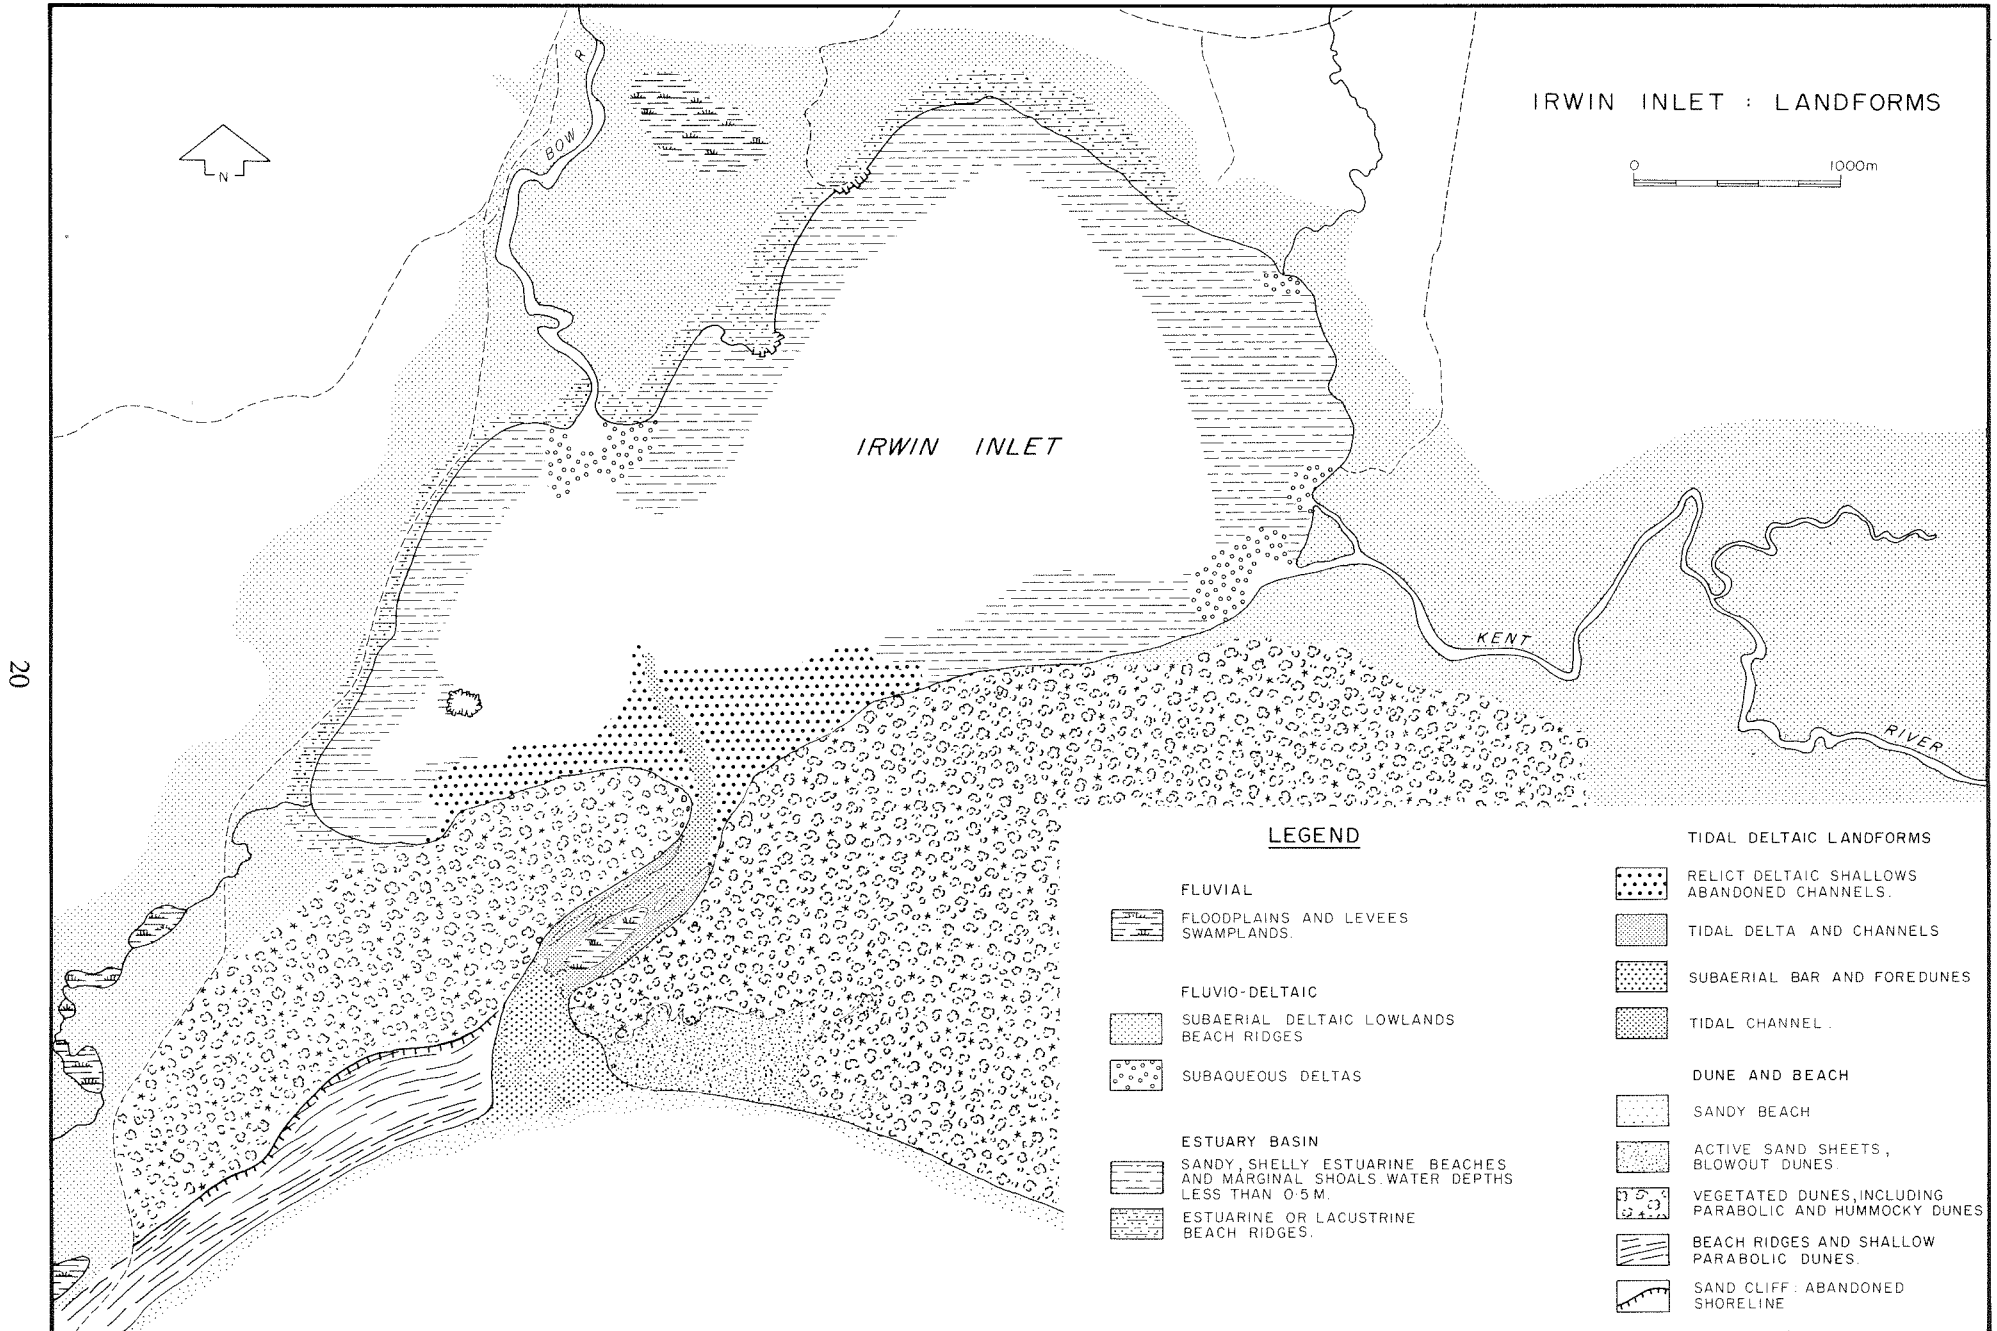 IRWIN INLET : LANDFORMS
0 1000m
N
BOW R
IRWIN INLET
KENT
RIVER
20
LEGEND
FLUVIAL
FLOODPLAINS AND LEVEES
SWAMPLANDS.
FLUVIO-DELTAIC
SUBAERIAL DELTAIC LOWLANDS
BEACH RIDGES
SUBAQUEOUS DELTAS
ESTUARY BASIN
SANDY, SHELLY ESTUARINE BEACHES
AND MARGINAL SHOALS. WATER DEPTHS
LESS THAN 0·5 M.
ESTUARINE OR LACUSTRINE
BEACH RIDGES.
TIDAL DELTAIC LANDFORMS
RELICT DELTAIC SHALLOWS
ABANDONED CHANNELS.
TIDAL DELTA AND CHANNELS
SUBAERIAL BAR AND FOREDUNES
TIDAL CHANNEL.
DUNE AND BEACH
SANDY BEACH
ACTIVE SAND SHEETS,
BLOWOUT DUNES.
VEGETATED DUNES, INCLUDING
PARABOLIC AND HUMMOCKY DUNES
BEACH RIDGES AND SHALLOW
PARABOLIC DUNES.
SAND CLIFF : ABANDONED
SHORELINE